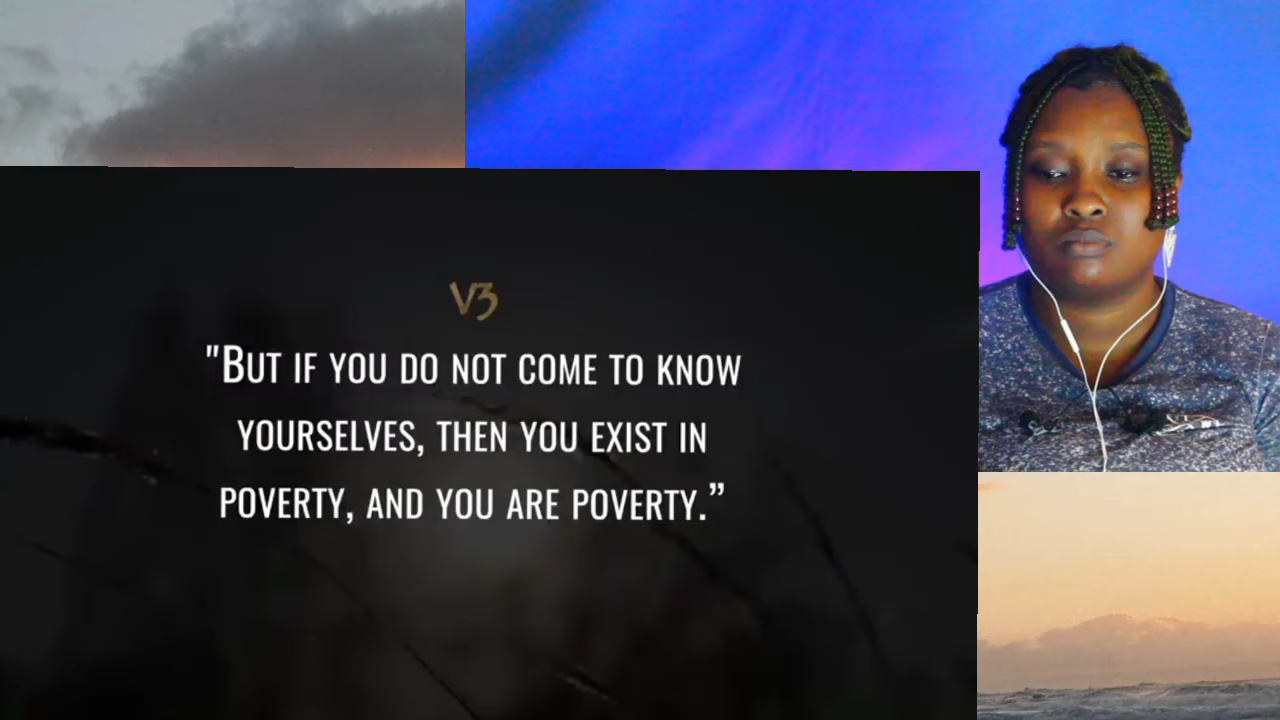 V3
"BUT IF YOU DO NOT COME TO KNOW
YOURSELVES, THEN YOU EXIST IN
POVERTY, AND YOU ARE POVERTY.”